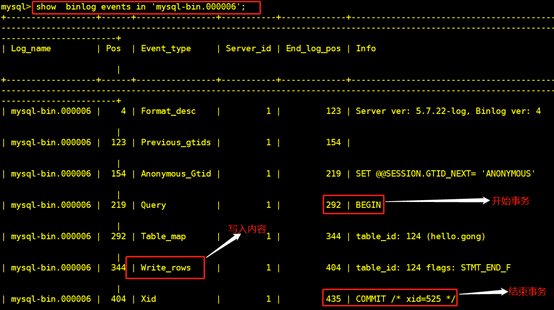 mysql> show binlog events in 'mysql-bin.000006';
+------------------+-----+----------------+-----------+-------------+---------------------------------------+
| Log_name | Pos | Event_type | Server_id | End_log_pos | Info |
+------------------+-----+----------------+-----------+-------------+---------------------------------------+
| mysql-bin.000006 | 4 | Format_desc | 1 | 123 | Server ver: 5.7.22-log, Binlog ver: 4 |
| mysql-bin.000006 | 123 | Previous_gtids | 1 | 154 | |
| mysql-bin.000006 | 154 | Anonymous_Gtid | 1 | 219 | SET @@SESSION.GTID_NEXT= 'ANONYMOUS' |
| mysql-bin.000006 | 219 | Query | 1 | 292 | BEGIN | 开始事务
| mysql-bin.000006 | 292 | Table_map | 1 | 344 | table_id: 124 (hello.gong) |
写入内容
| mysql-bin.000006 | 344 | Write_rows | 1 | 404 | table_id: 124 flags: STMT_END_F |
| mysql-bin.000006 | 404 | Xid | 1 | 435 | COMMIT /* xid=525 */ | 结束事务